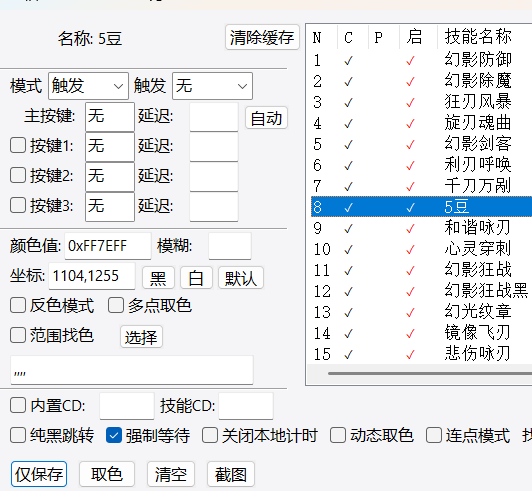 名称: 5豆
清除缓存
模式 触发 触发 无
主按键: 无 延迟: 自动
按键1: 无 延迟:
按键2: 无 延迟:
按键3: 无 延迟:
颜色值: 0xFF7EFF 模糊:
坐标: 1104,1255 黑 白 默认
反色模式 多点取色
范围找色 选择
,,,,
内置CD: 技能CD:
纯黑跳转 强制等待 关闭本地计时 动态取色 连点模式
仅保存 取色 清空 截图
N C P 启 技能名称
1 ✓ ✓ 幻影防御
2 ✓ ✓ 幻影除魔
3 ✓ ✓ 狂刃风暴
4 ✓ ✓ 旋刃魂曲
5 ✓ ✓ 幻影剑客
6 ✓ ✓ 利刃呼唤
7 ✓ ✓ 千刀万剐
8 ✓ ✓ 5豆
9 ✓ ✓ 和谐咏刃
10 ✓ ✓ 心灵穿刺
11 ✓ ✓ 幻影狂战
12 ✓ ✓ 幻影狂战黑
13 ✓ ✓ 幻光纹章
14 ✓ ✓ 镜像飞刃
15 ✓ ✓ 悲伤咏刃